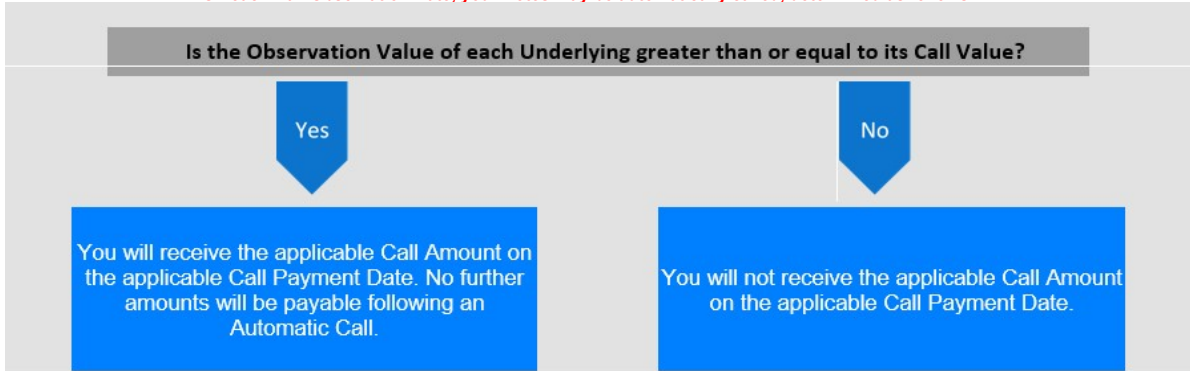 Is the Observation Value of each Underlying greater than or equal to its Call Value?
Yes
No
You will receive the applicable Call Amount on
the applicable Call Payment Date. No further
amounts will be payable following an
Automatic Call.
You will not receive the applicable Call Amount
on the applicable Call Payment Date.